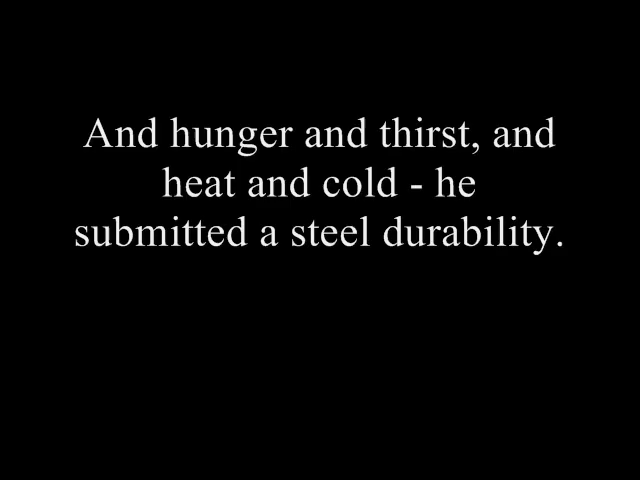 And hunger and thirst, and
heat and cold - he
submitted a steel durability.